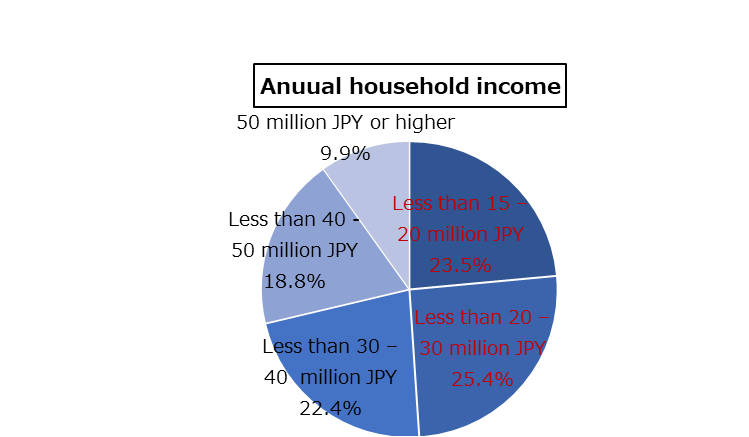 Anuual household income
50 million JPY or higher
9.9%
Less than 15 –
20 million JPY
23.5%
Less than 40 -
50 million JPY
18.8%
Less than 20 –
30 million JPY
25.4%
Less than 30 –
40  million JPY
22.4%